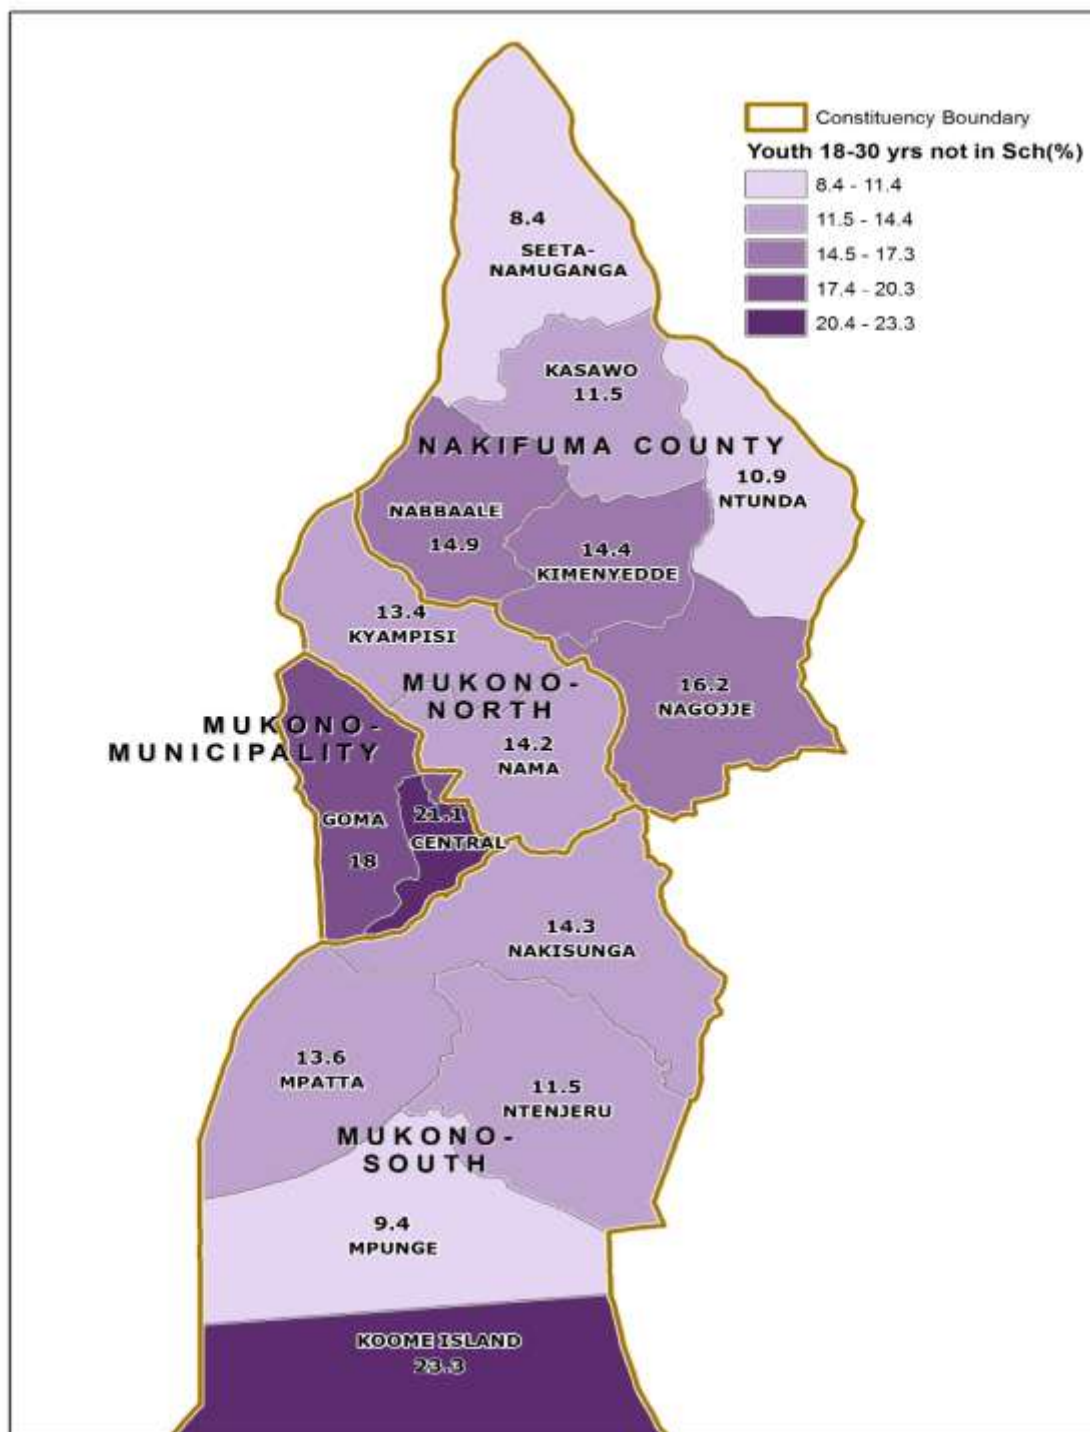 Constituency Boundary
Youth 18-30 yrs not in Sch(%)
8.4 - 11.4
11.5 - 14.4
14.5 - 17.3
17.4 - 20.3
20.4 - 23.3
8.4
SEETA-
NAMUGANGA
KASAWO
11.5
NAKIFUMA COUNTY
10.9
NTUNDA
NABBAALE
14.9
14.4
KIMENYEDDE
13.4
KYAMPISI
MUKONO-
NORTH
16.2
NAGOJJE
MUKONO-
MUNICIPALITY
14.2
NAMA
GOMA
18
21.1
CENTRAL
14.3
NAKISUNGA
13.6
MPATTA
11.5
NTENJERU
MUKONO-
SOUTH
9.4
MPUNGE
KOOME ISLAND
23.3